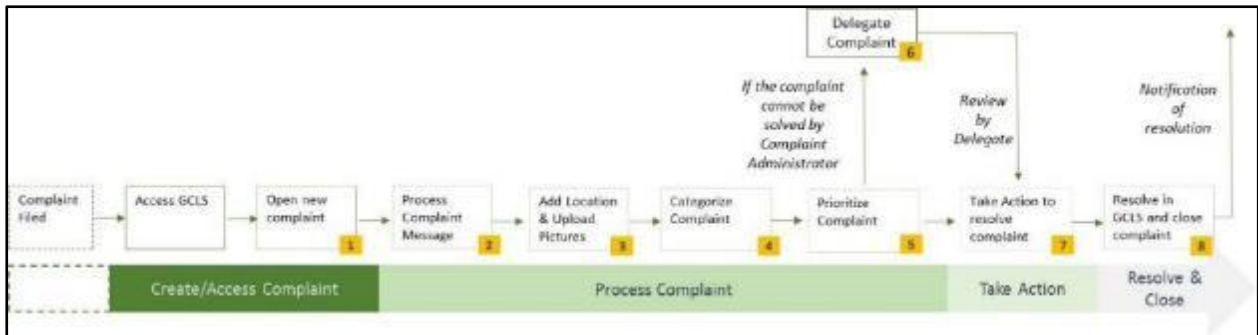 Delegate
Complaint
6
If the complaint
cannot be
solved by
Complaint
Administrator
Review
by
Delegate
Notification
of
resolution
Complaint
Filed
Access GCLS
Open new
complaint
1
Process
Complaint
Message
2
Add Location
& Upload
Pictures
3
Categorize
Complaint
4
Prioritize
Complaint
5
Take Action to
resolve
complaint
7
Resolve in
GCLS and close
complaint
8
Create/Access Complaint
Process Complaint
Take Action
Resolve &
Close